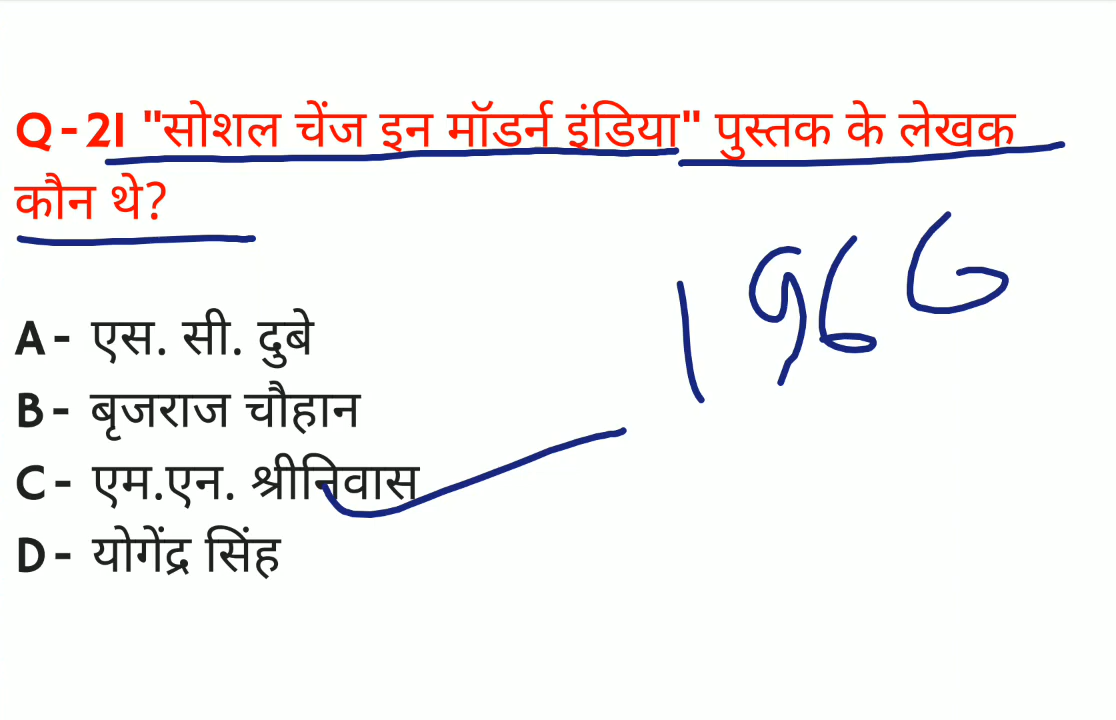 Q-21 "सोशल चेंज इन मॉडर्न इंडिया" पुस्तक के लेखक
कौन थे?
1966
A- एस. सी. दुबे
B- बृजराज चौहान
C- एम.एन. श्रीनिवास
D- योगेंद्र सिंह